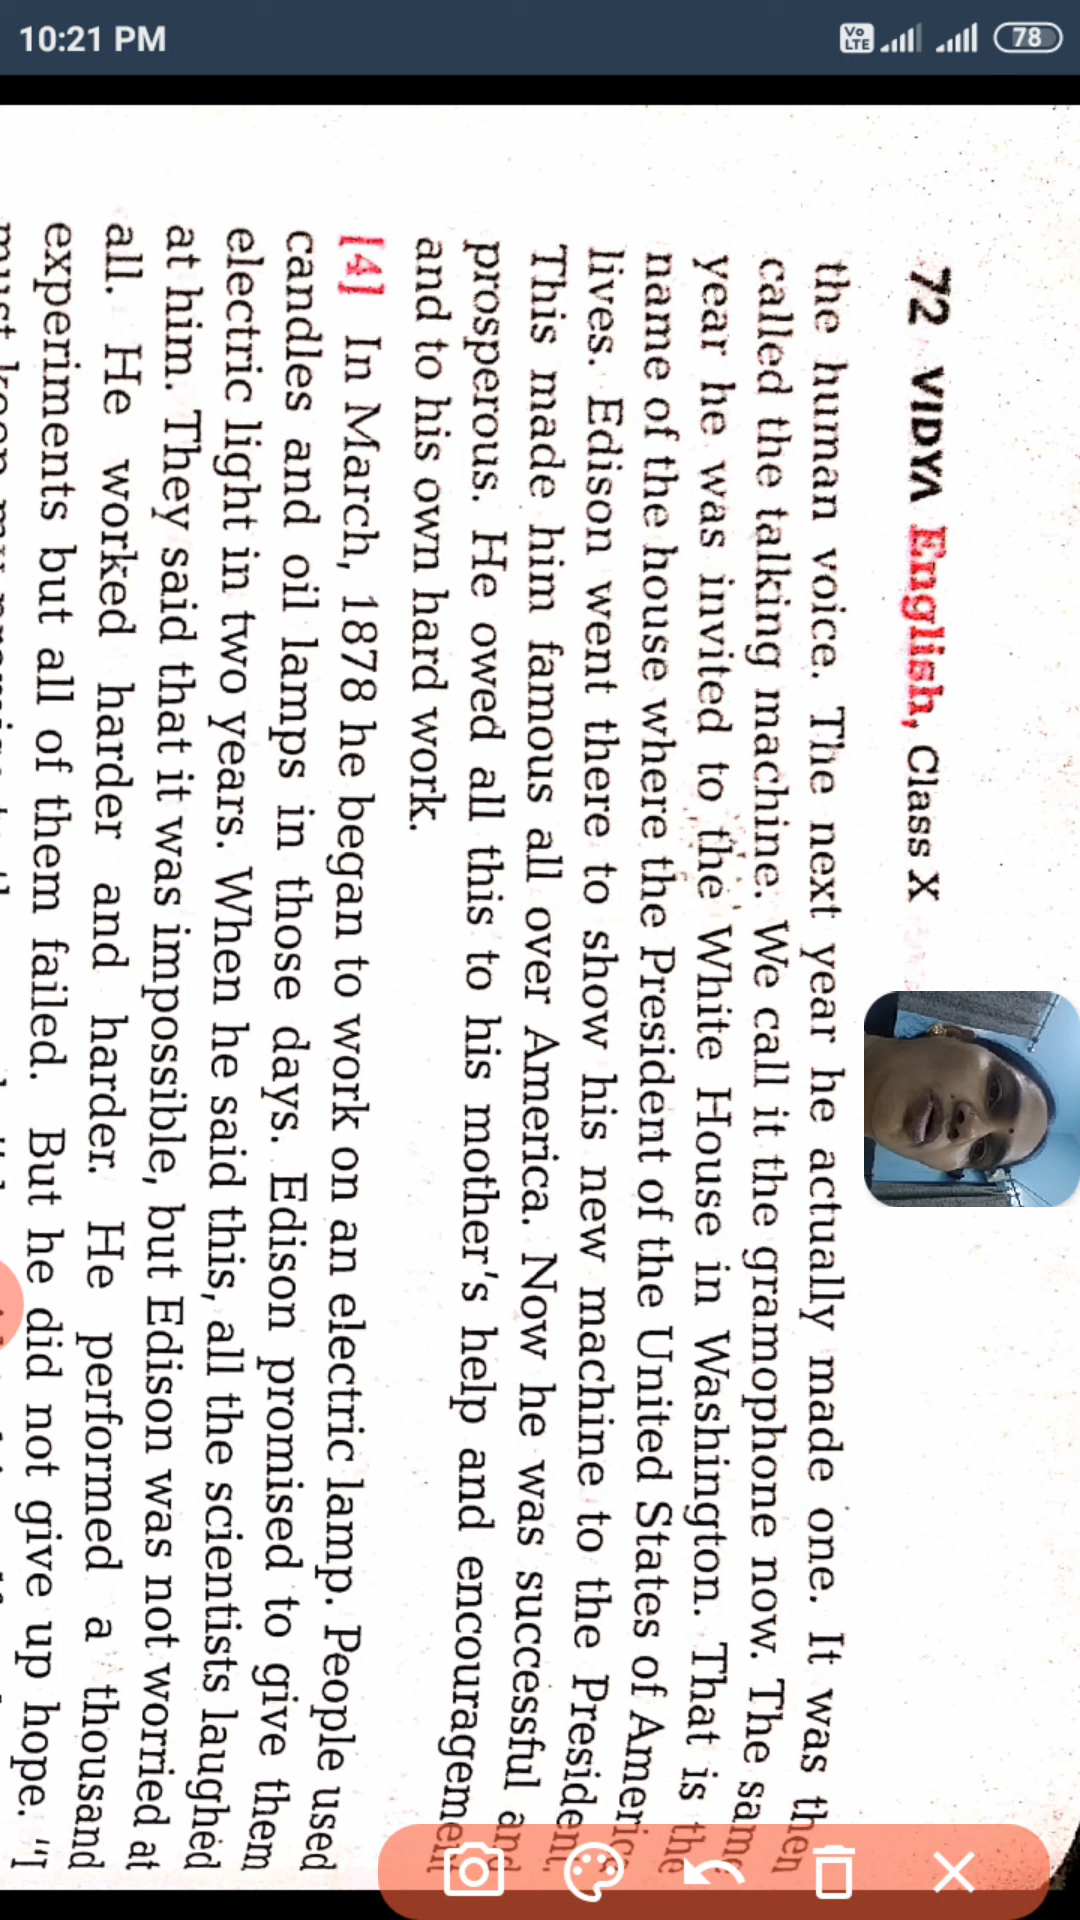 10:21 PM
Vo LTE
78
72 VIDYA English, Class X
the human voice. The next year he actually made one. It was then
called the talking machine. We call it the gramophone now. The same
year he was invited to the White House in Washington. That is the
name of the house where the President of the United States of America
lives. Edison went there to show his new machine to the President.
This made him famous all over America. Now he was successful and
prosperous. He owed all this to his mother's help and encouragement
and to his own hard work.
[4] In March, 1878 he began to work on an electric lamp. People used
candles and oil lamps in those days. Edison promised to give them
electric light in two years. When he said this, all the scientists laughed
at him. They said that it was impossible, but Edison was not worried at
all. He worked harder and harder. He performed a thousand
experiments but all of them failed. But he did not give up hope. "I
must keep my